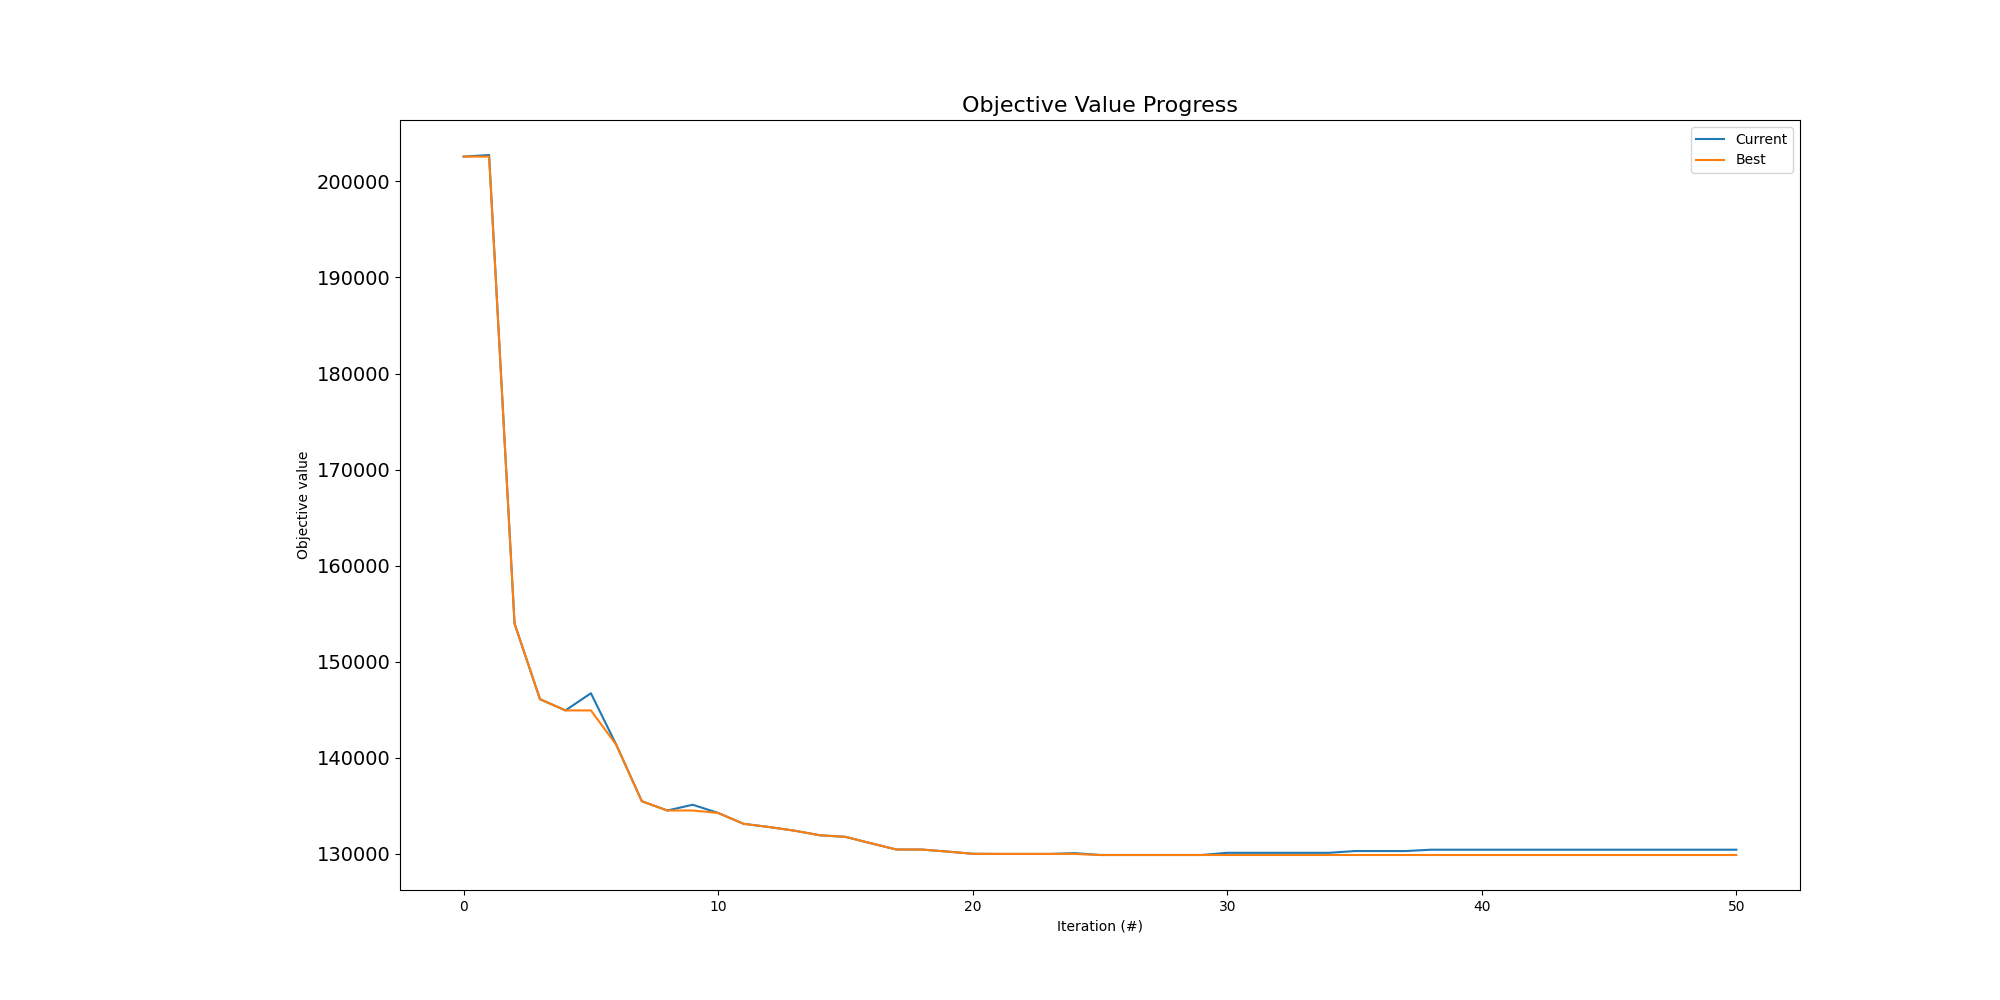 Objective Value Progress
Current
Best
200000
190000
180000
170000
160000
150000
140000
130000
Objective value
0 10 20 30 40 50
Iteration (#)